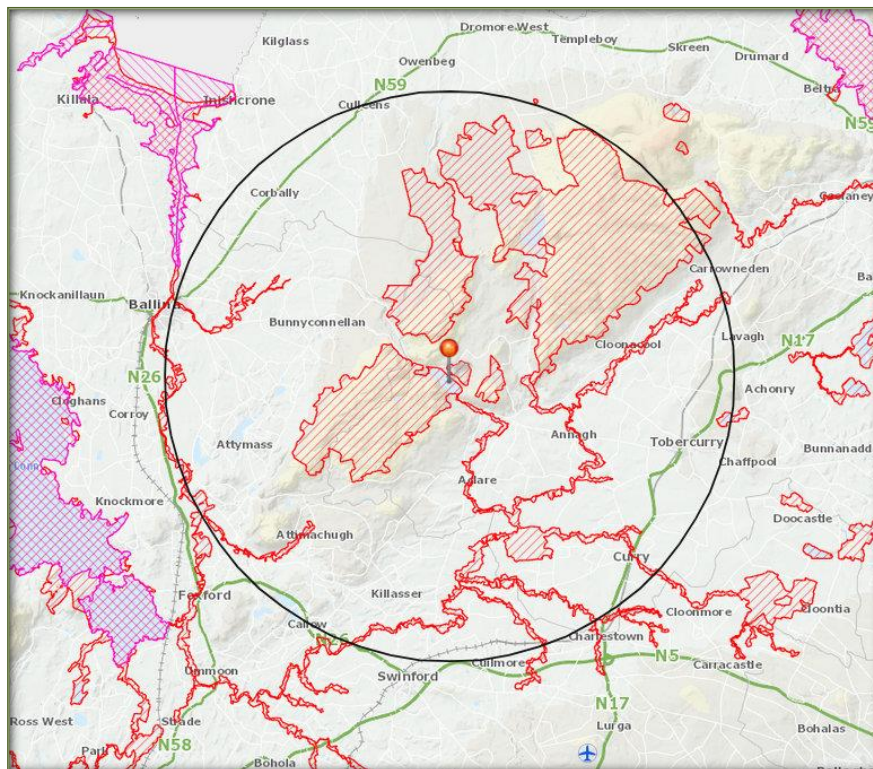 Dromore West
Kilglass
Templeboy
Skreen
Drumard
Owenbeg
N59
Beltra
Killala
Inishcrone
Culleens
N59
Corbally
Carrowneden
Knockanillaun
Ballina
Bunnyconnellan
Cloonacool
Lavagh
N17
N26
Cloghans
Corroy
Achonry
Attymass
Annagh
Tobercurry
Bunnanadd
Conn
Chaffpool
Aclare
Knockmore
Doocastle
Attimachugh
Curry
Foxford
Killasser
Cloonmore
Cloontia
Callow
N26
Charlestown
N5
Cullmore
Carracastle
Swinford
Ummoon
N17
Ross West
Strade
Lurga
Bohalas
N58
Park
Bohola